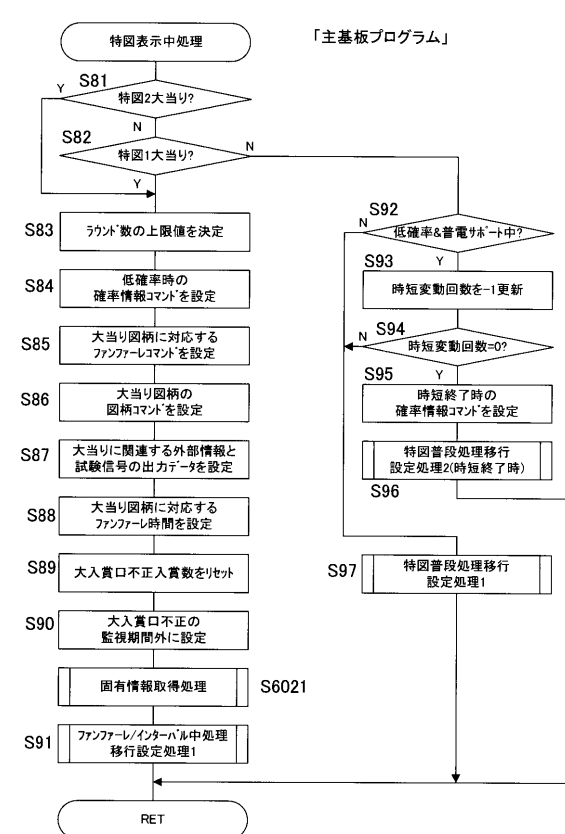 特図表示中処理
「主基板プログラム」
S81
Y
特図2大当り?
N
S82
特図1大当り?
N
Y
S83
ラウンド数の上限値を決定
S84
低確率時の
確率情報コマンドを設定
S85
大当り図柄に対応する
ファンファーレコマンドを設定
S86
大当り図柄の
図柄コマンドを設定
S87
大当りに関連する外部情報と
試験信号の出力データを設定
S88
大当り図柄に対応する
ファンファーレ時間を設定
S89
大入賞口不正入賞数をリセット
S90
大入賞口不正の
監視期間外に設定
固有情報取得処理
S6021
S91
ファンファーレ/インターバル中処理
移行設定処理1
RET
S92
N
低確率&普電サポート中?
S93
Y
時短変動回数を-1更新
N
S94
時短変動回数=0?
Y
S95
時短終了時の
確率情報コマンドを設定
特図普段処理移行
設定処理2(時短終了時)
S96
S97
特図普段処理移行
設定処理1